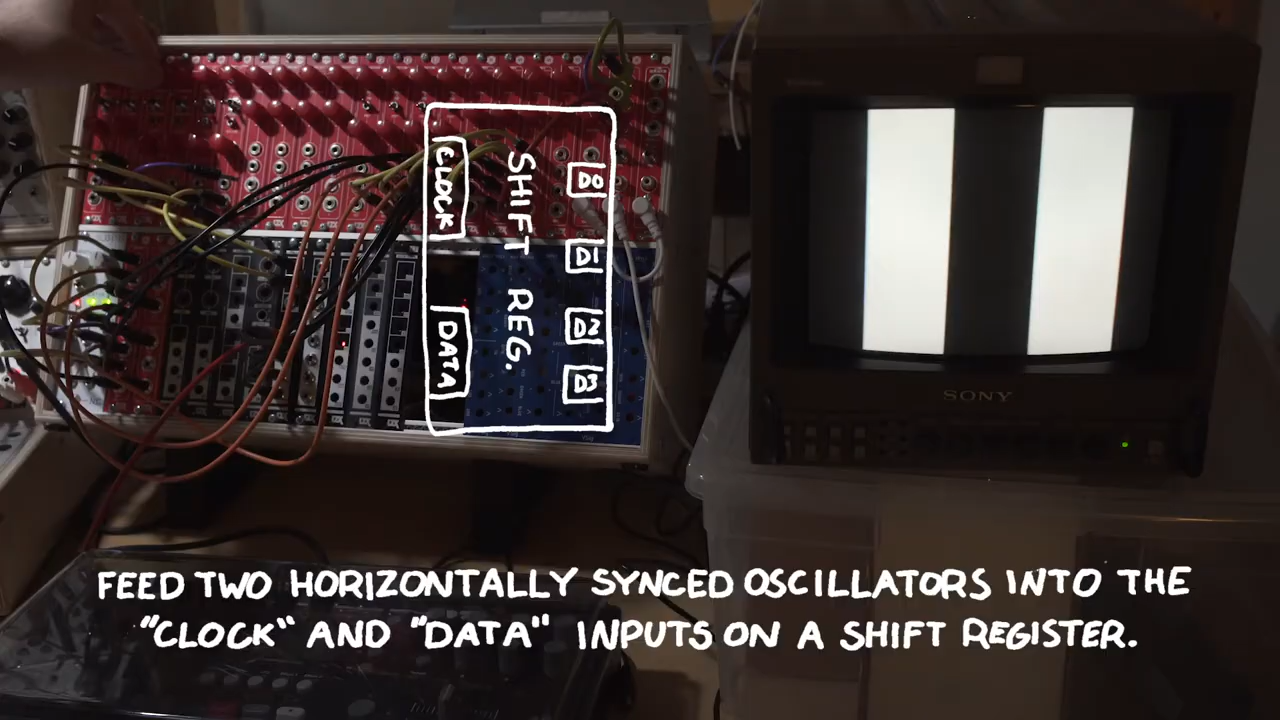 CLOCK
DATA
SHIFT REG.
D0
D1
D2
D3
SONY
FEED TWO HORIZONTALLY SYNCED OSCILLATORS INTO THE
"CLOCK" AND "DATA" INPUTS ON A SHIFT REGISTER.